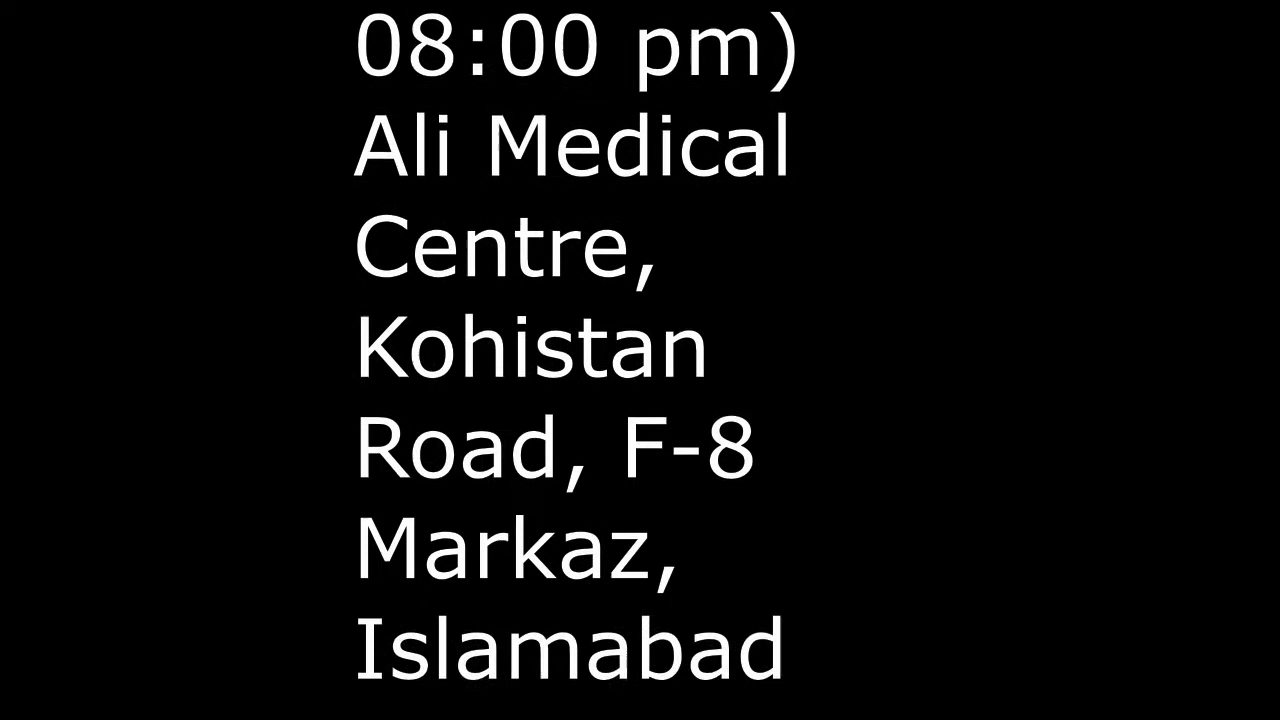 08:00 pm)
Ali Medical
Centre,
Kohistan
Road, F-8
Markaz,
Islamabad